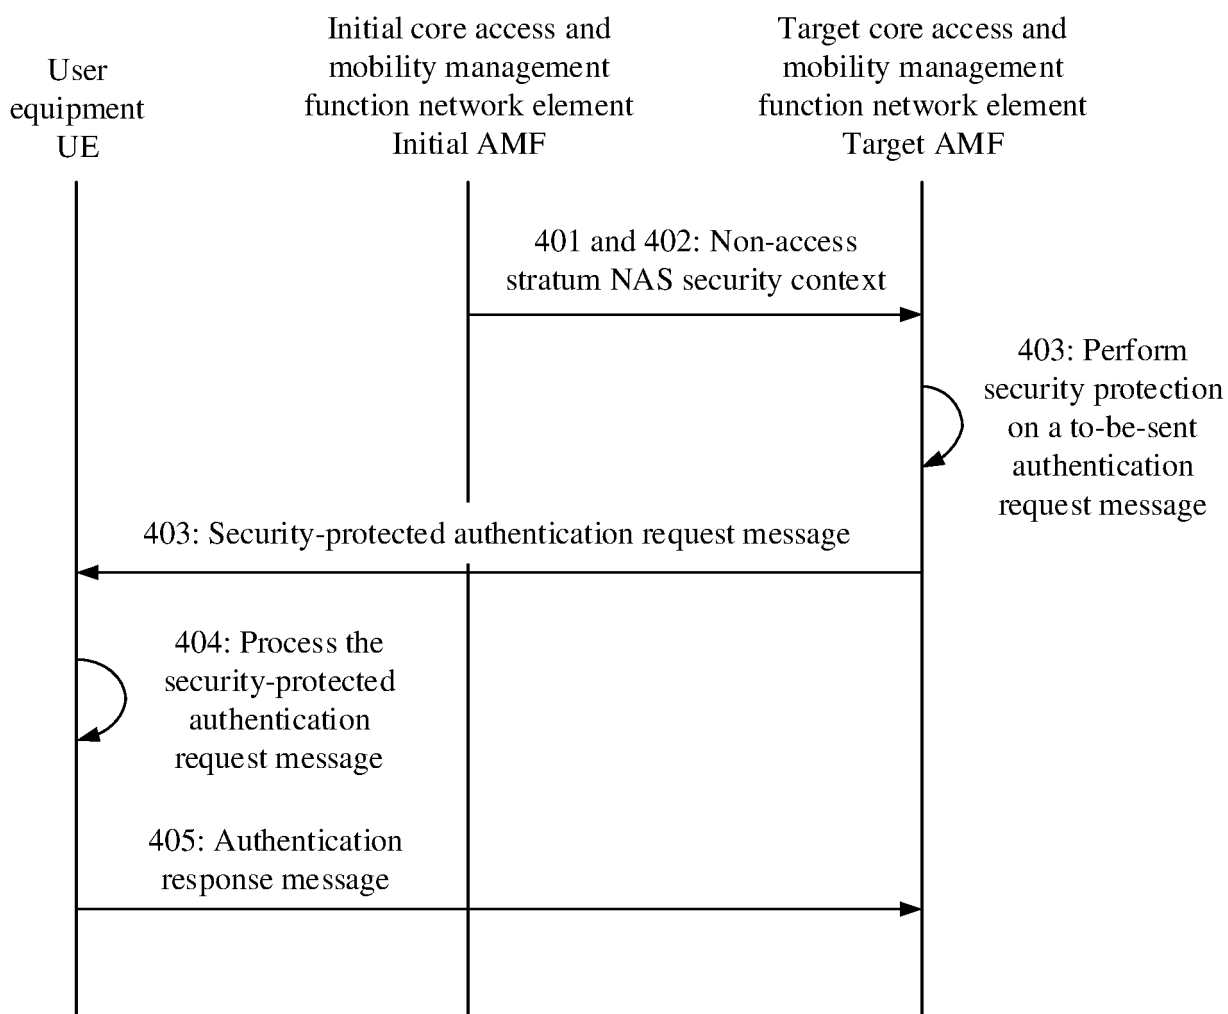 User
equipment
UE
Initial core access and
mobility management
function network element
Initial AMF
Target core access and
mobility management
function network element
Target AMF
401 and 402: Non-access
stratum NAS security context
403: Perform
security protection
on a to-be-sent
authentication
request message
403: Security-protected authentication request message
404: Process the
security-protected
authentication
request message
405: Authentication
response message